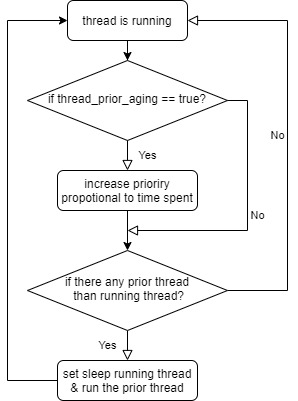 thread is running
if thread_prior_aging == true?
No
Yes
increase prioriry
propotional to time spent
No
if there any prior thread
than running thread?
Yes
set sleep running thread
& run the prior thread